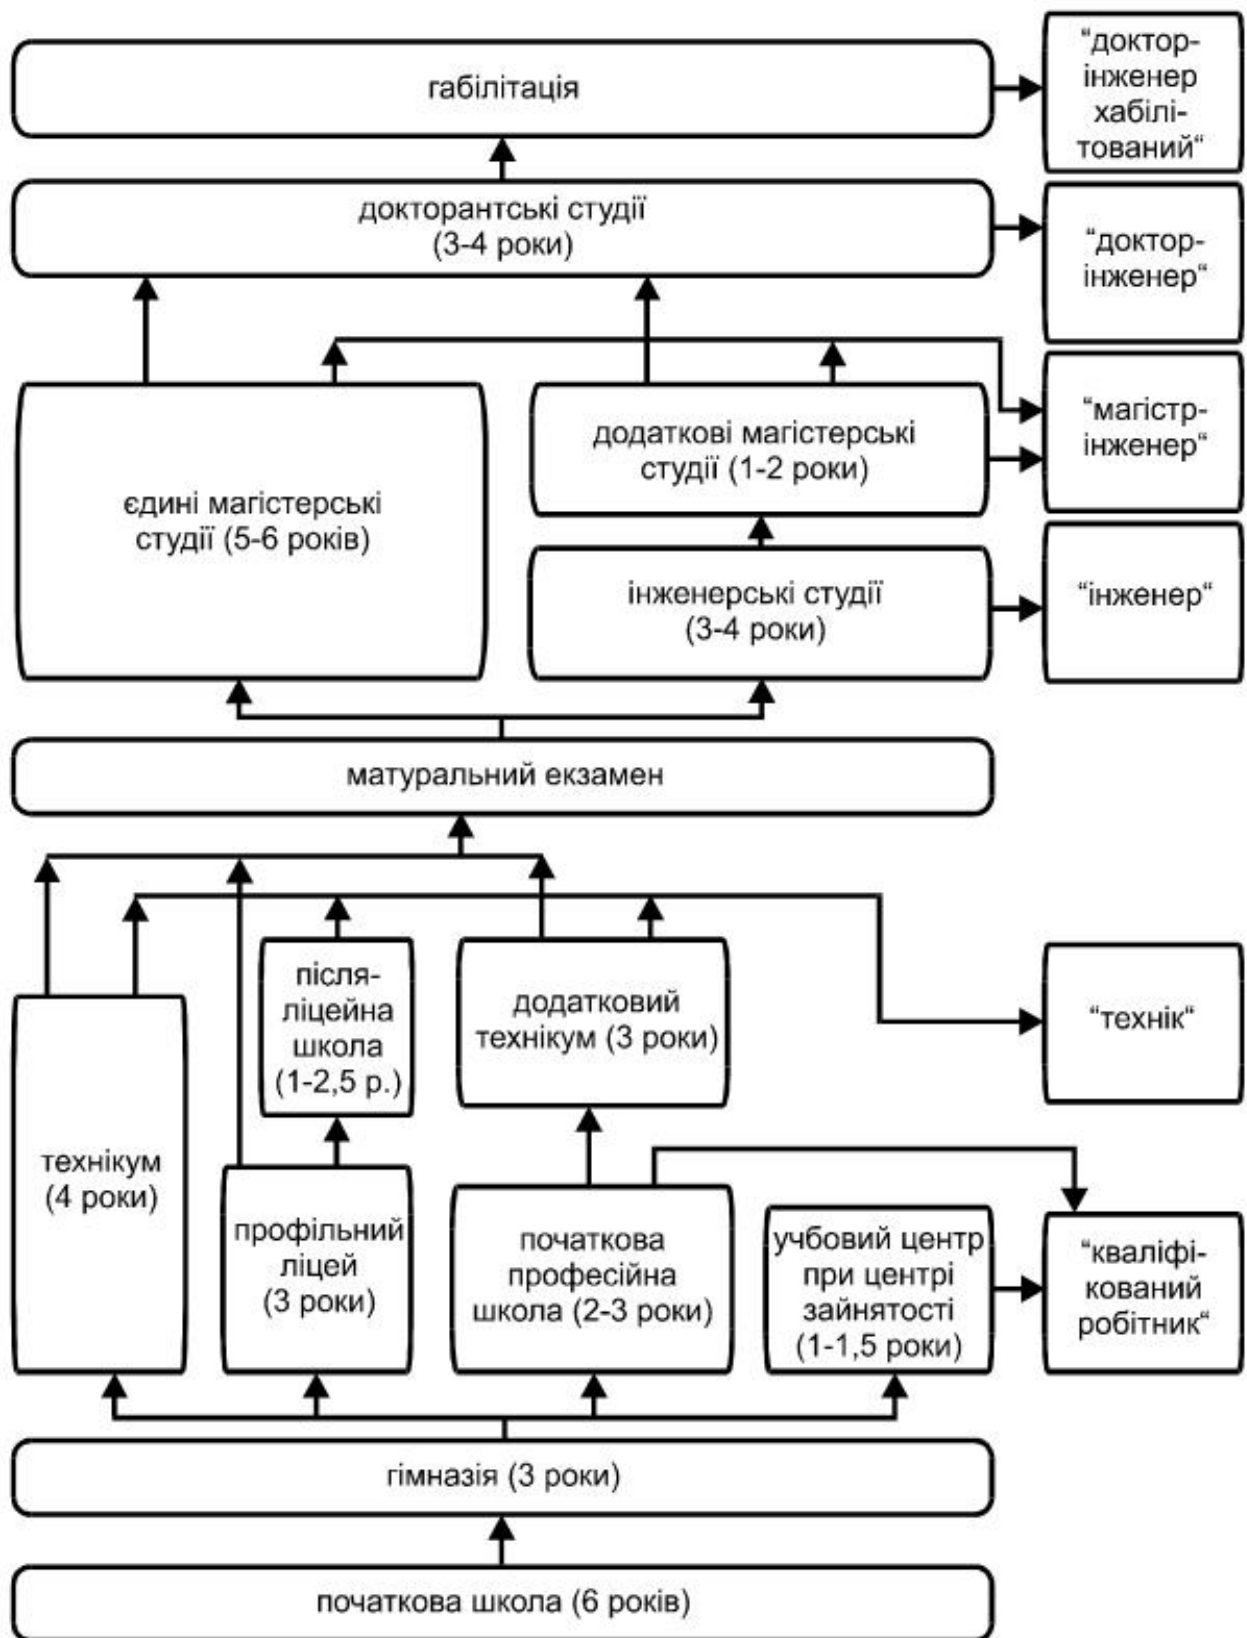 габілітація
“доктор-
інженер
хабілі-
тований“
докторантські студії
(3-4 роки)
“доктор-
інженер“
єдині магістерські
студії (5-6 років)
додаткові магістерські
студії (1-2 роки)
“магістр-
інженер“
інженерські студії
(3-4 роки)
“інженер“
матуральний екзамен
технікум
(4 роки)
після-
ліцейна
школа
(1-2,5 р.)
додатковий
технікум (3 роки)
“технік“
профільний
ліцей
(3 роки)
початкова
професійна
школа (2-3 роки)
учбовий центр
при центрі
зайнятості
(1-1,5 роки)
“кваліфі-
кований
робітник“
гімназія (3 роки)
початкова школа (6 років)